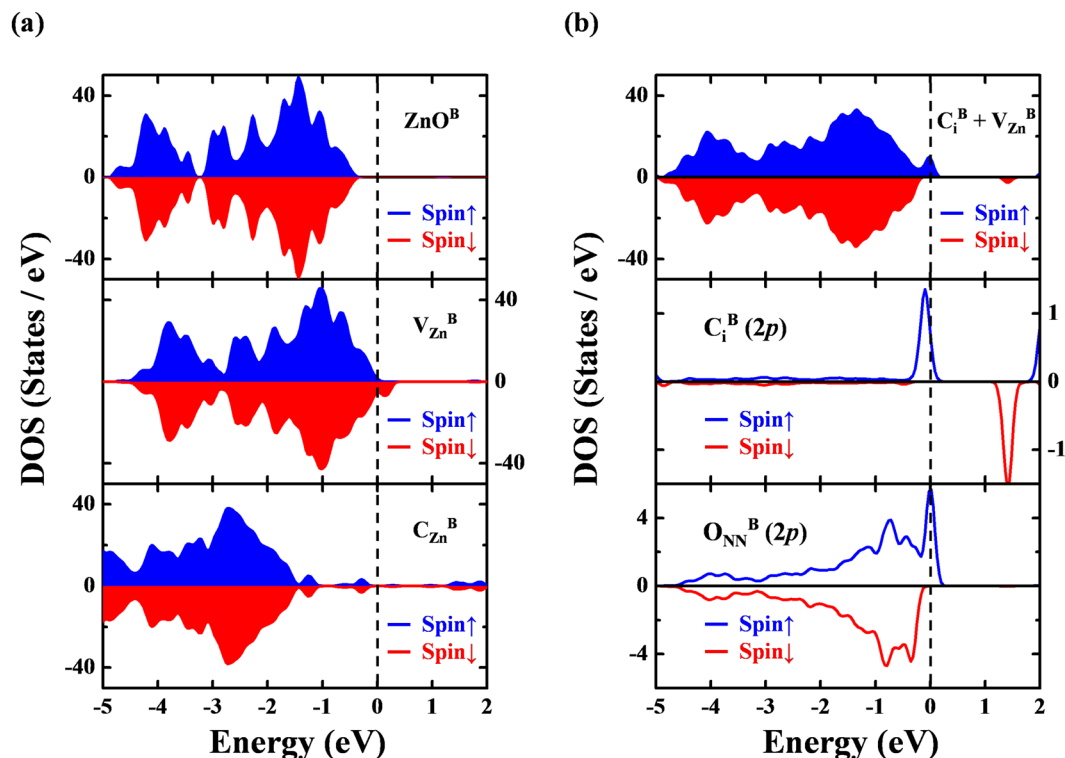 (a)
(b)
DOS (States / eV)
40
0
-40
ZnO^B
Spin↑
Spin↓
40
0
-40
V_Zn^B
Spin↑
Spin↓
40
0
-40
C_Zn^B
Spin↑
Spin↓
-5 -4 -3 -2 -1 0 1 2
Energy (eV)
DOS (States / eV)
40
0
-40
C_i^B + V_Zn^B
Spin↑
Spin↓
1
0
-1
C_i^B (2p)
Spin↑
Spin↓
4
0
-4
O_NN^B (2p)
Spin↑
Spin↓
-5 -4 -3 -2 -1 0 1 2
Energy (eV)